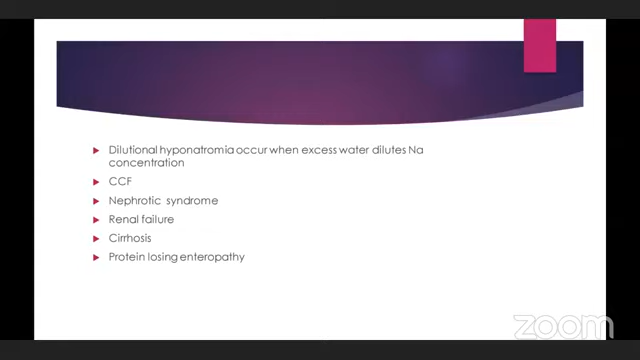 Dilutional hyponatromia occur when excess water dilutes Na
concentration
CCF
Nephrotic syndrome
Renal failure
Cirrhosis
Protein losing enteropathy
zoom